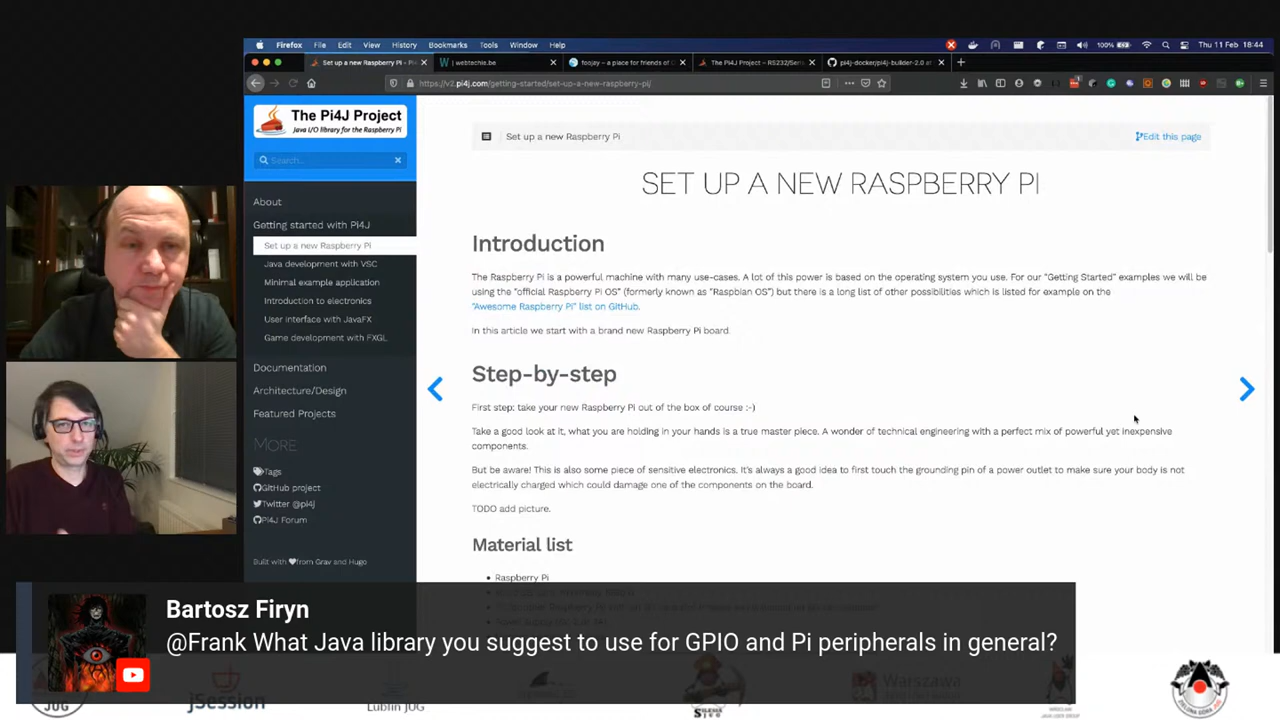 Firefox File Edit View History Bookmarks Tools Window Help
100% Thu 11 Feb 18:44
Set up a new Raspberry Pi - Pi
webtechie.be
foojay – a place for friends of O
The Pi4J Project – RS232/Seri
pi4j-docker/pi4j-builder-2.0 at
https://v2.pi4j.com/getting-started/set-up-a-new-raspberry-pi/
The Pi4J Project
Java I/O library for the Raspberry Pi
Search...
About
Getting started with Pi4J
Set up a new Raspberry Pi
Java development with VSC
Minimal example application
Introduction to electronics
User interface with JavaFX
Game development with FXGL
Documentation
Architecture/Design
Featured Projects
MORE
Tags
GitHub project
Twitter @pi4j
Pi4J Forum
Built with from Grav and Hugo
Set up a new Raspberry Pi
Edit this page
SET UP A NEW RASPBERRY PI
Introduction
The Raspberry Pi is a powerful machine with many use-cases. A lot of this power is based on the operating system you use. For our "Getting Started" examples we will be
using the "official Raspberry Pi OS" (formerly known as "Raspbian OS") but there is a long list of other possibilities which is listed for example on the
"Awesome Raspberry Pi" list on GitHub.
In this article we start with a brand new Raspberry Pi board.
Step-by-step
First step: take your new Raspberry Pi out of the box of course :-)
Take a good look at it, what you are holding in your hands is a true master piece. A wonder of technical engineering with a perfect mix of powerful yet inexpensive
components.
But be aware! This is also some piece of sensitive electronics. It's always a good idea to first touch the grounding pin of a power outlet to make sure your body is not
electrically charged which could damage one of the components on the board.
TODO add picture.
Material list
Raspberry Pi
Bartosz Firyn
@Frank What Java library you suggest to use for GPIO and Pi peripherals in general?
JUG
jSession
Lublin JUG
Warszawa